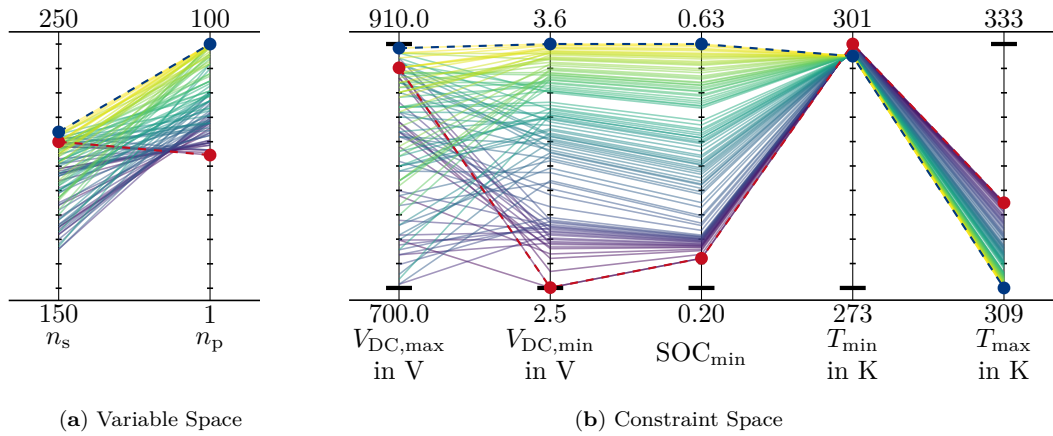 250 100 910.0 3.6 0.63 301 333
150 1 700.0 2.5 0.20 273 309
n_s n_p V_DC,max V_DC,min SOC_min T_min T_max
in V in V in K in K
(a) Variable Space (b) Constraint Space